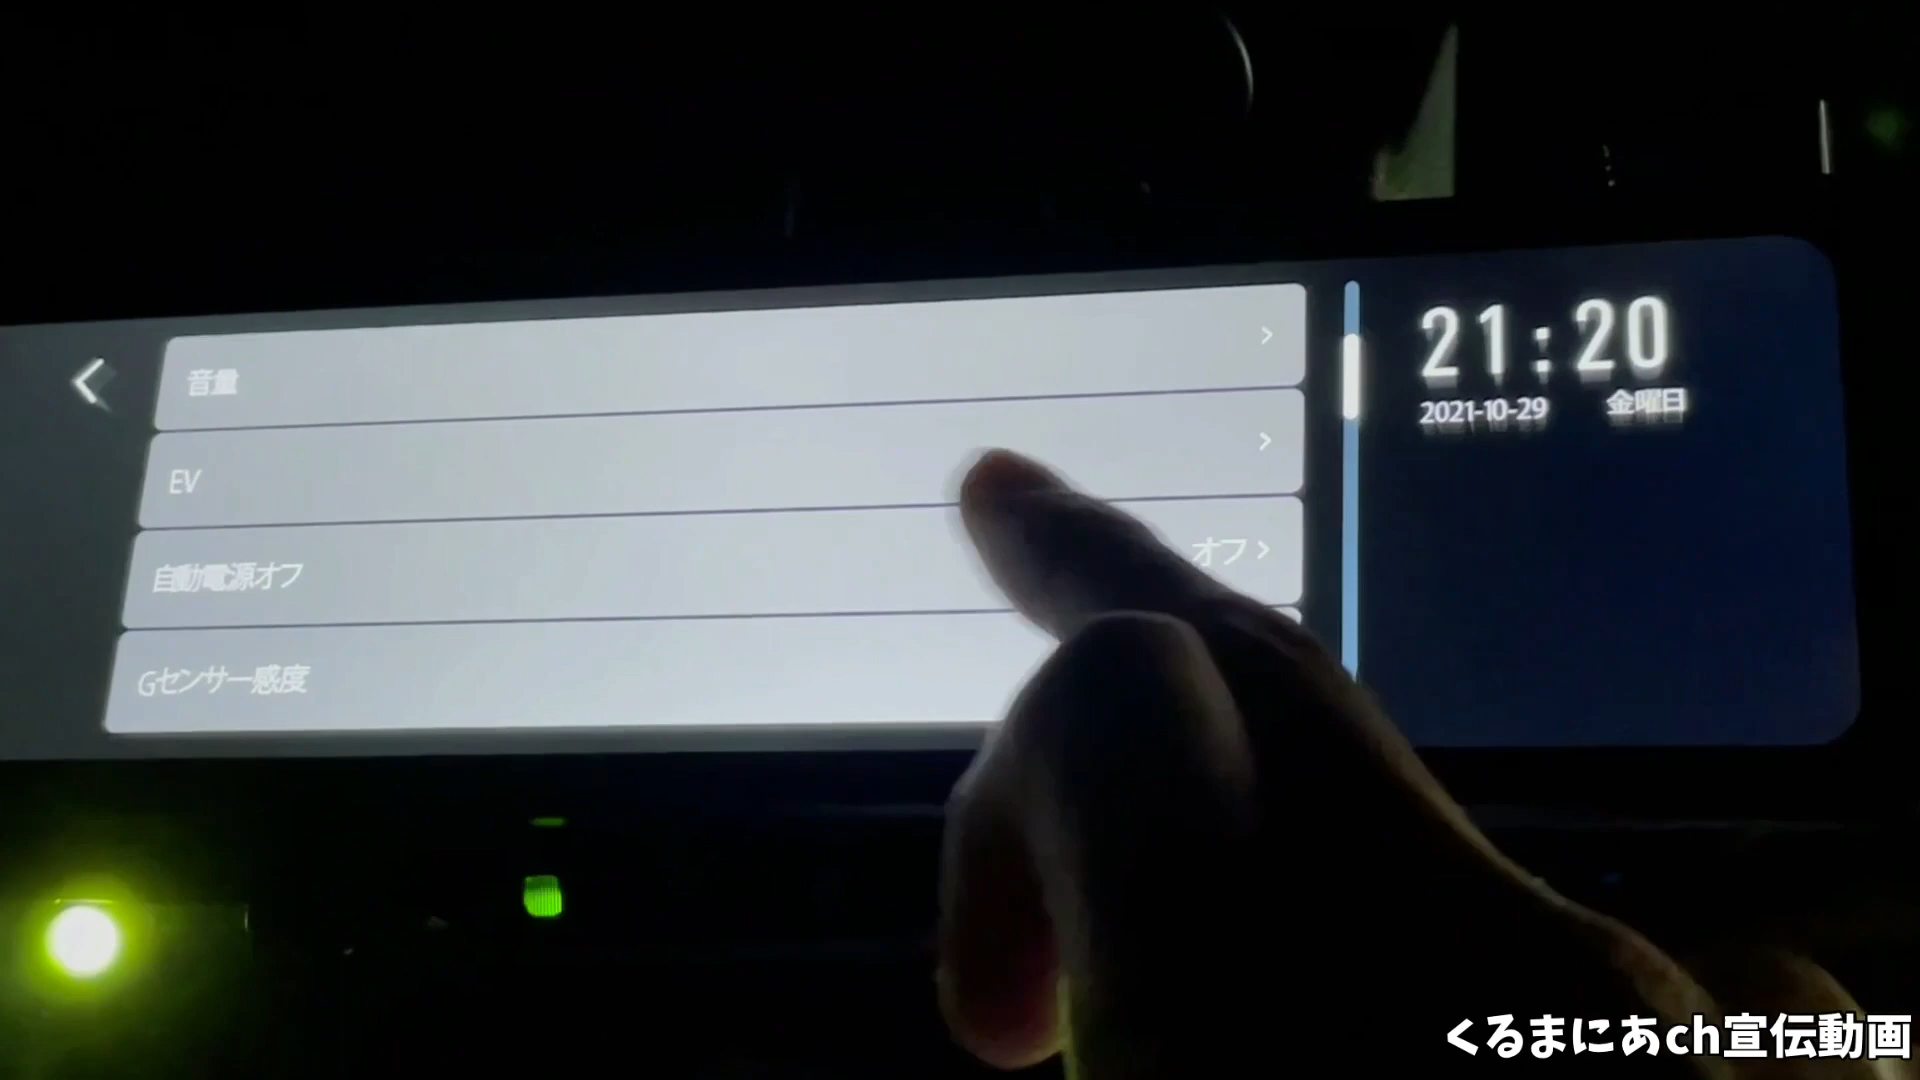 音量
EV
自動電源オフ
オフ
Gセンサー感度
21:20
2021-10-29 金曜日
くるまにあch宣伝動画